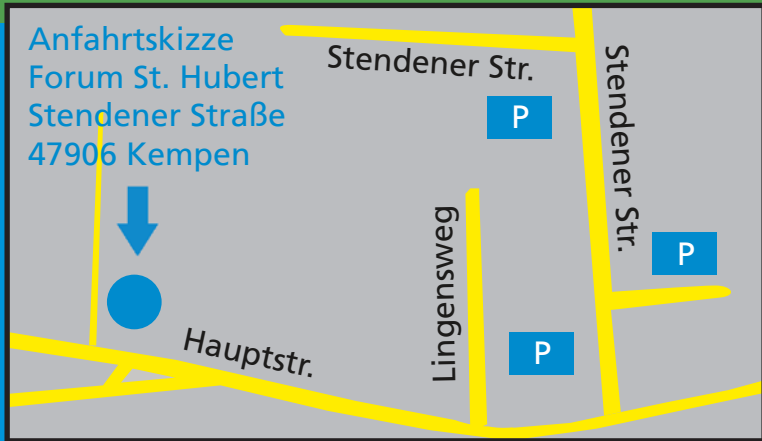 Anfahrtskizze
Forum St. Hubert
Stendener Straße
47906 Kempen
Stendener Str.
Stendener Str.
P
P
Lingensweg
Hauptstr.
P